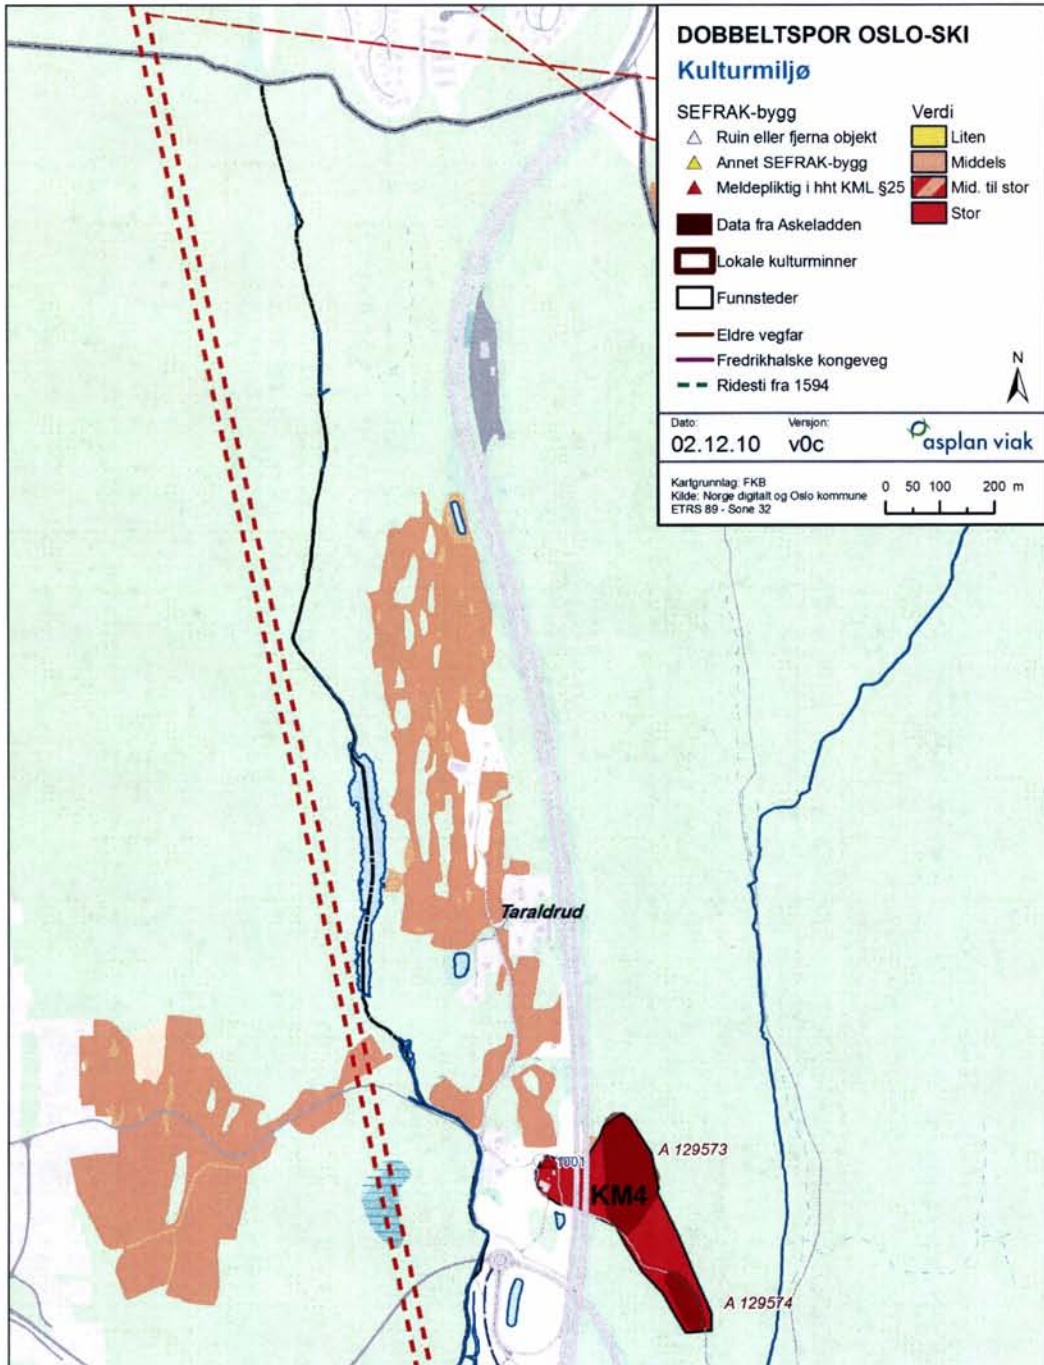 DOBBELTSPOR OSLO-SKI
Kulturmiljø
SEFRAK-bygg
Ruin eller fjerna objekt
Annet SEFRAK-bygg
Meldepliktig i hht KML §25
Data fra Askeladden
Lokale kulturminner
Funnsteder
Eldre vegfar
Fredrikhalske kongeveg
Ridesti fra 1594
Verdi
Liten
Middels
Mid. til stor
Stor
N
Dato:
02.12.10
Versjon:
v0c
asplan viak
Kartgrunnlag: FKB
Kilde: Norge digitalt og Oslo kommune
ETRS 89 - Sone 32
0 50 100 200 m
Taraldrud
A 129573
1001
KM4
A 129574